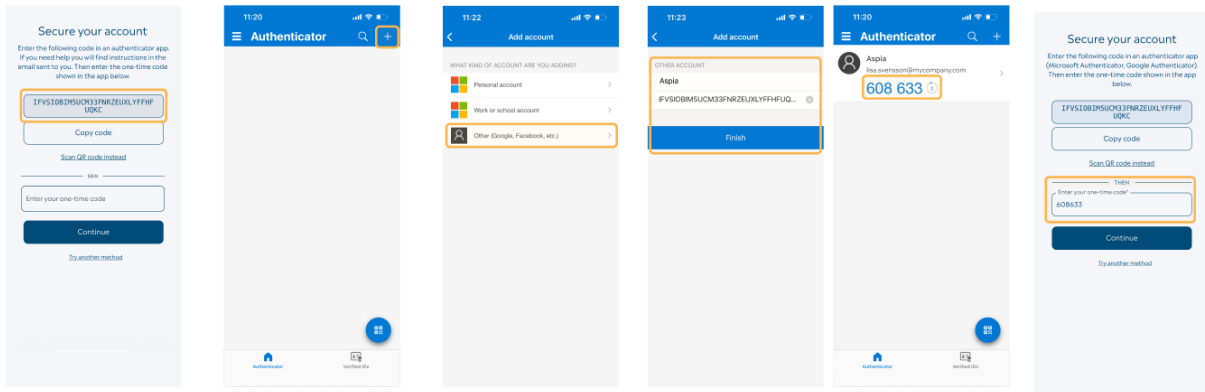 Secure your account
Enter the following code in an authenticator app.
If you need help you will find instructions in the
email sent to you. Then enter the one-time code
shown in the app below.
IFVSIOBIM5UCM33FNRZEUXLYFFHF
UQKC
Copy code
Scan QR code instead
Enter your one-time code
Continue
Try another method
11:20
Authenticator
Authenticator
Verified IDs
11:22
Add account
WHAT KIND OF ACCOUNT ARE YOU ADDING?
Personal account
Work or school account
Other (Google, Facebook, etc.)
11:23
Add account
OTHER ACCOUNT
Aspia
IFVSIOBIM5UCM33FNRZEUXLYFFHFUQ...
Finish
11:20
Authenticator
Aspia
lisa.svensson@mycompany.com
608 633
Authenticator
Verified IDs
Secure your account
Enter the following code in an authenticator app
(Microsoft Authenticator, Google Authenticator).
Then enter the one-time code shown in the app
below.
IFVSIOBIM5UCM33FNRZEUXLYFFHF
UQKC
Copy code
Scan QR code instead
THEN
Enter your one-time code*
608633
Continue
Try another method